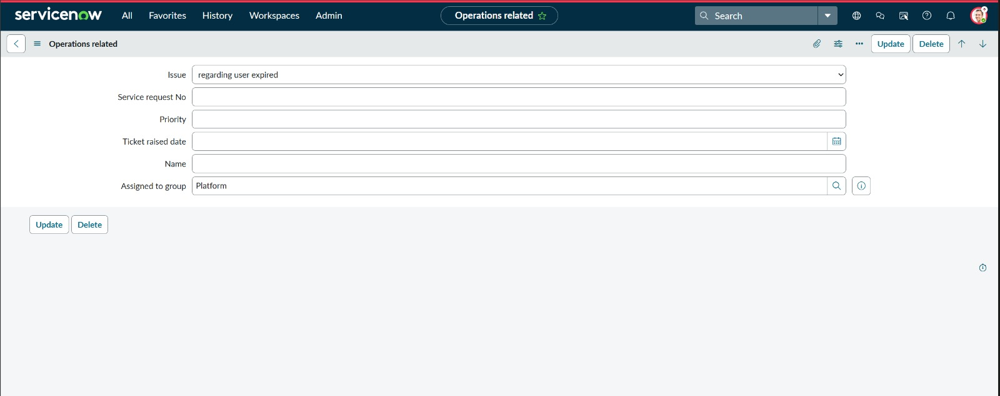 servicenow All Favorites History Workspaces Admin Operations related Search
Operations related Update Delete
Issue regarding user expired
Service request No
Priority
Ticket raised date
Name
Assigned to group Platform
Update Delete